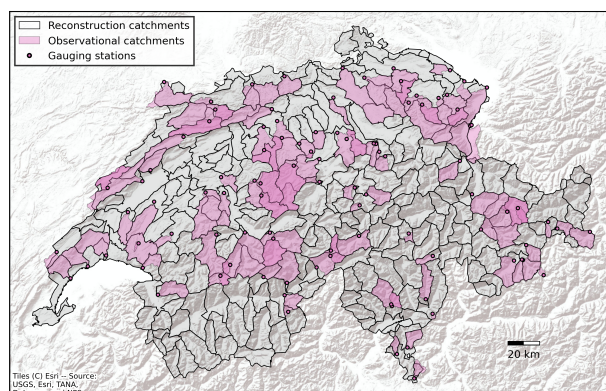 Reconstruction catchments
Observational catchments
Gauging stations
20 km
Tiles (C) Esri -- Source:
USGS, Esri, TANA,